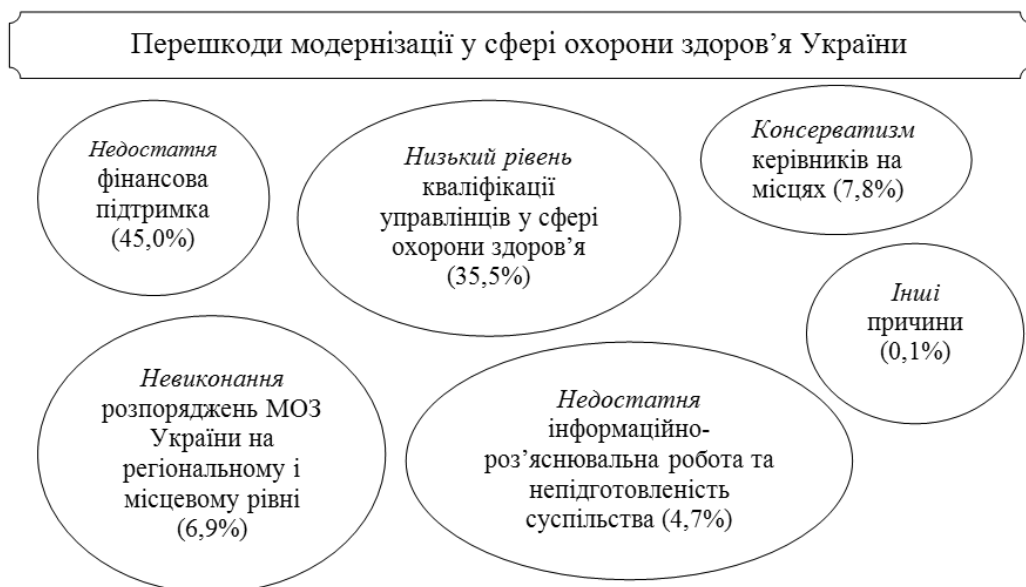 Перешкоди модернізації у сфері охорони здоров’я України
Недостатня
фінансова
підтримка
(45,0%)
Низький рівень
кваліфікації
управлінців у сфері
охорони здоров’я
(35,5%)
Консерватизм
керівників на
місцях (7,8%)
Інші
причини
(0,1%)
Невиконання
розпоряджень МОЗ
України на
регіональному і
місцевому рівні
(6,9%)
Недостатня
інформаційно-
роз’яснювальна робота та
непідготовленість
суспільства (4,7%)